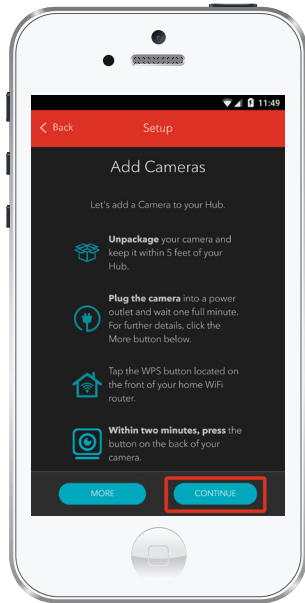 11:49
Back Setup
Add Cameras
Let's add a Camera to your Hub.
Unpackage your camera and
keep it within 5 feet of your
Hub.
Plug the camera into a power
outlet and wait one full minute.
For further details, click the
More button below.
Tap the WPS button located on
the front of your home WiFi
router.
Within two minutes, press the
button on the back of your
camera.
MORE CONTINUE